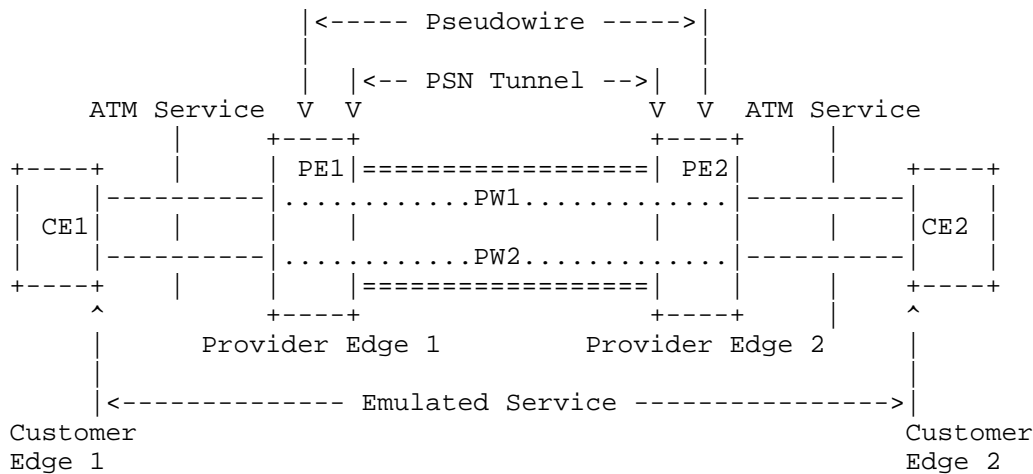 |<----- Pseudowire ----->|
|                        |
|  |<-- PSN Tunnel -->|  |
ATM Service  V  V                  V  V  ATM Service
|     +----+                  +----+     |
+----+    |     | PE1|==================| PE2|     |    +----+
|    |----------|............PW1.............|----------|    |
| CE1|    |     |    |                  |    |     |    |CE2 |
|    |----------|............PW2.............|----------|    |
+----+    |     |    |==================|    |     |    +----+
^          +----+                  +----+     |    ^
|      Provider Edge 1         Provider Edge 2     |
|                                                  |
|<-------------- Emulated Service ---------------->|
Customer                                                Customer
Edge 1                                                  Edge 2